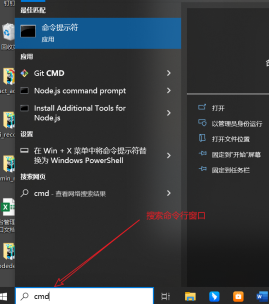 最佳匹配
命令提示符
应用
应用
Git CMD
Node.js command prompt
Install Additional Tools for
Node.js
设置
在 Win + X 菜单中将命令提示符替
换为 Windows PowerShell
搜索网页
cmd - 查看网络搜索结果
搜索命令行窗口
cmd
打开
以管理员身份运行
打开文件位置
固定到"开始"屏幕
固定到任务栏